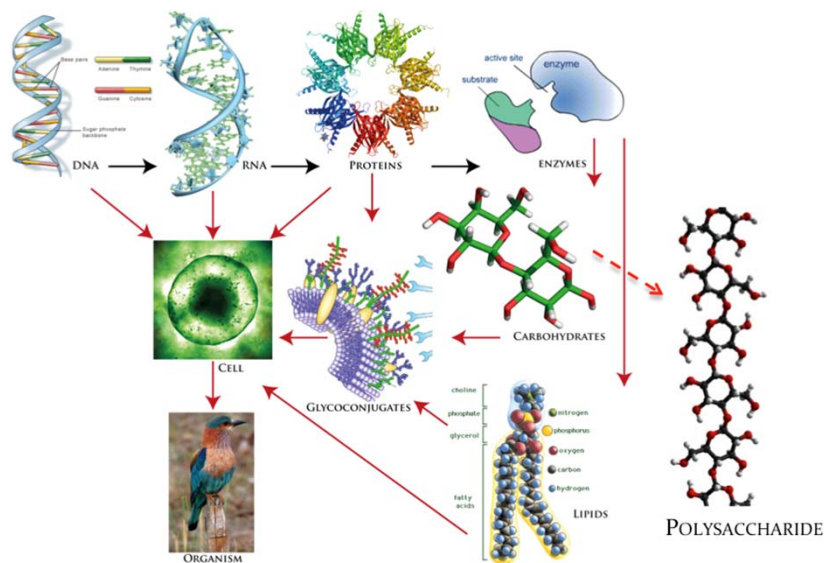 Base pairs
Adenine
Thymine
Guanine
Cytosine
Sugar phosphate
backbone
DNA
RNA
PROTEINS
active site
enzyme
substrate
ENZYMES
CELL
GLYCOCONJUGATES
CARBOHYDRATES
ORGANISM
choline
phosphate
glycerol
fatty
acids
nitrogen
phosphorus
oxygen
carbon
hydrogen
LIPIDS
POLYSACCHARIDE